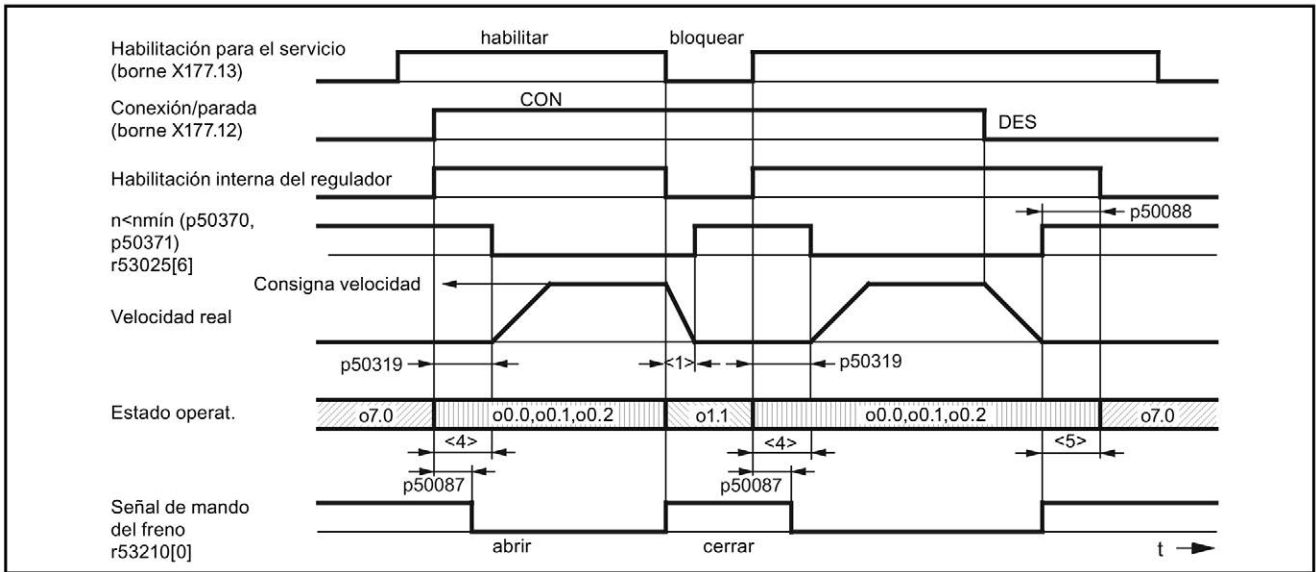 habilitar
bloquear
Habilitación para el servicio
(borne X177.13)
CON
Conexión/parada
(borne X177.12)
DES
Habilitación interna del regulador
p50088
n<nmín (p50370,
p50371)
r53025[6]
Consigna velocidad
Velocidad real
p50319
<1>
p50319
Estado operat.
o7.0
o0.0,o0.1,o0.2
o1.1
o0.0,o0.1,o0.2
o7.0
<4>
<4>
<5>
p50087
p50087
Señal de mando
del freno
r53210[0]
abrir
cerrar
t